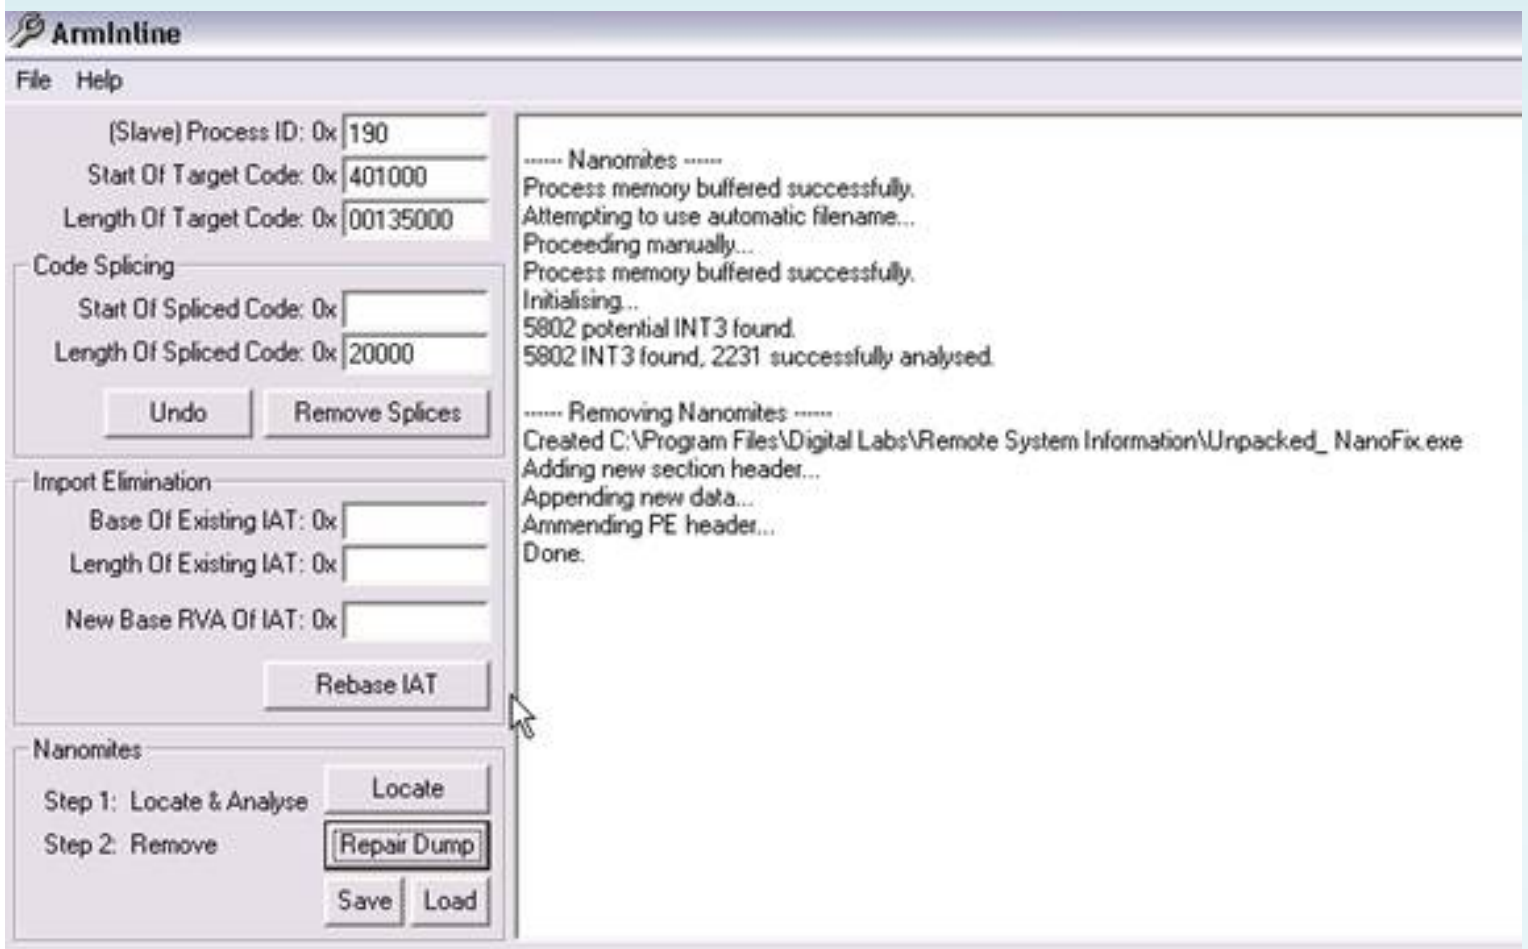 ArmInline
File Help
(Slave) Process ID: 0x 190
Start Of Target Code: 0x 401000
Length Of Target Code: 0x 00135000
Code Splicing
Start Of Spliced Code: 0x
Length Of Spliced Code: 0x 20000
Undo Remove Splices
Import Elimination
Base Of Existing IAT: 0x
Length Of Existing IAT: 0x
New Base RVA Of IAT: 0x
Rebase IAT
Nanomites
Step 1: Locate & Analyse Locate
Step 2: Remove Repair Dump
Save Load
------ Nanomites ------
Process memory buffered successfully.
Attempting to use automatic filename...
Proceeding manually...
Process memory buffered successfully.
Initialising...
5802 potential INT3 found.
5802 INT3 found, 2231 successfully analysed.
------ Removing Nanomites ------
Created C:\Program Files\Digital Labs\Remote System Information\Unpacked_ NanoFix.exe
Adding new section header...
Appending new data...
Ammending PE header...
Done.